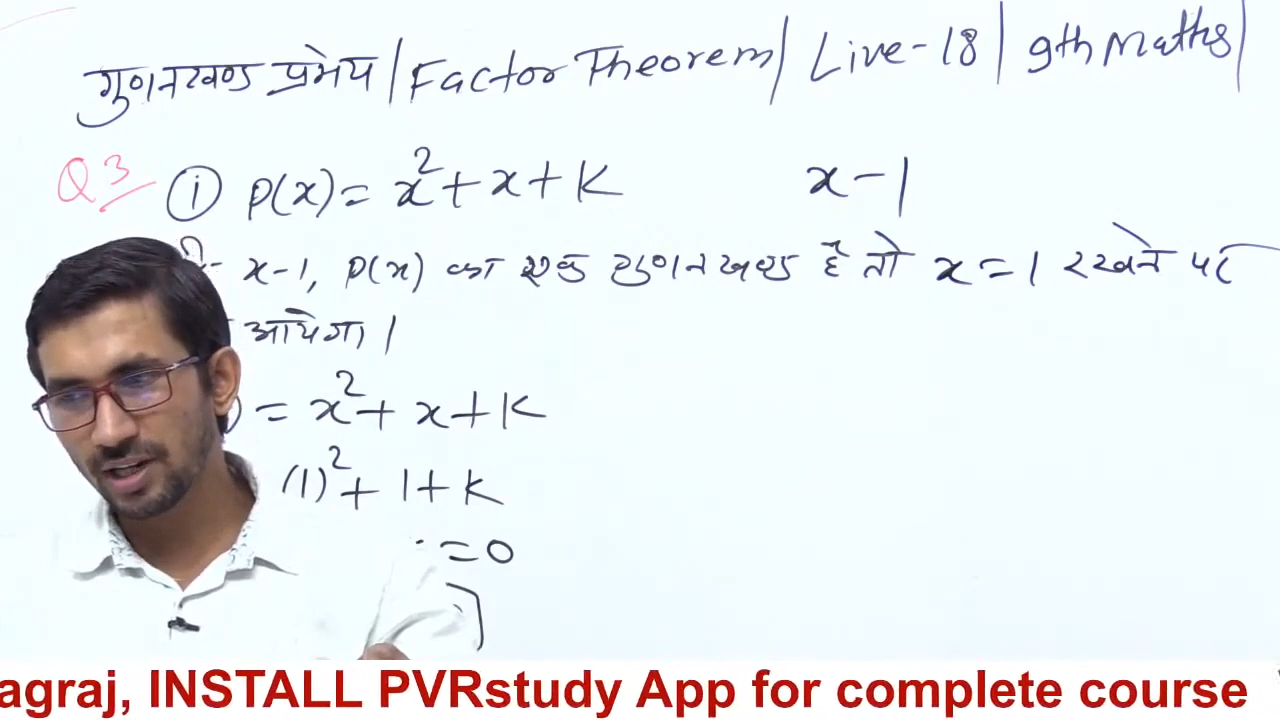 गुणनखण्ड प्रमेय | Factor Theorem | Live-18 | 9th Maths |
Q3 (i) P(x) = x² + x + K x - 1
x-1, P(x) का एक गुणनखण्ड है तो x = 1 रखने पर
आयेगा |
) = x² + x + K
(1)² + 1 + K
= 0
agraj, INSTALL PVRstudy App for complete course